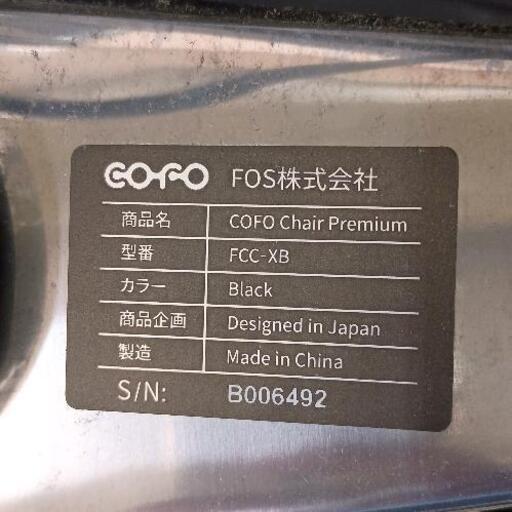 COFO FOS株式会社
商品名 COFO Chair Premium
型番 FCC-XB
カラー Black
商品企画 Designed in Japan
製造 Made in China
S/N: B006492